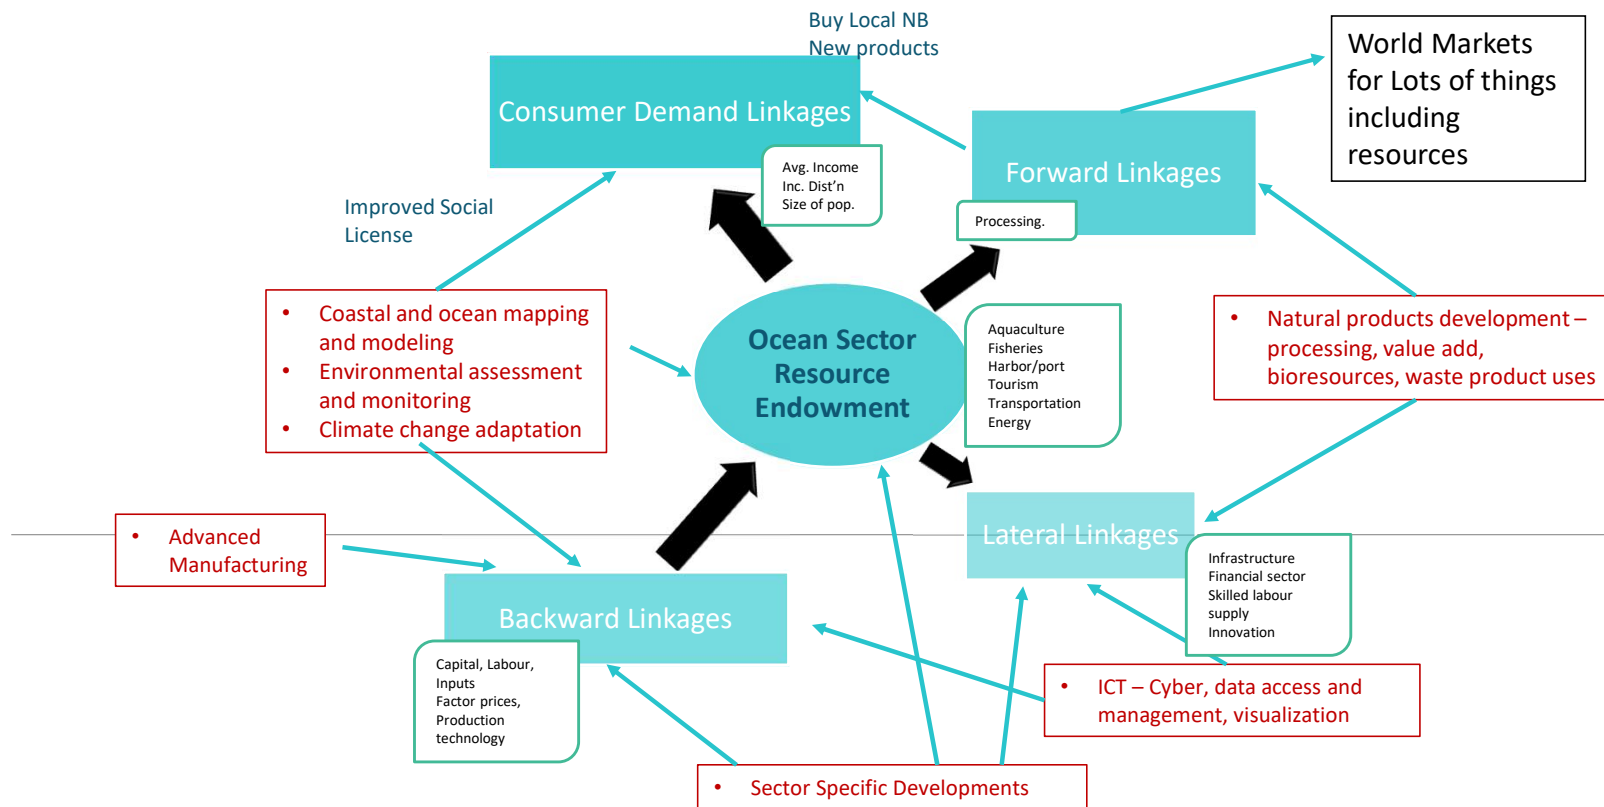 Buy Local NB
New products
World Markets
for Lots of things
including
resources
Consumer Demand Linkages
Avg. Income
Inc. Dist’n
Size of pop.
Forward Linkages
Processing.
Improved Social
License
• Coastal and ocean mapping
and modeling
• Environmental assessment
and monitoring
• Climate change adaptation
Ocean Sector
Resource
Endowment
Aquaculture
Fisheries
Harbor/port
Tourism
Transportation
Energy
• Natural products development –
processing, value add,
bioresources, waste product uses
• Advanced
Manufacturing
Lateral Linkages
Infrastructure
Financial sector
Skilled labour
supply
Innovation
Backward Linkages
Capital, Labour,
Inputs
Factor prices,
Production
technology
• ICT – Cyber, data access and
management, visualization
• Sector Specific Developments